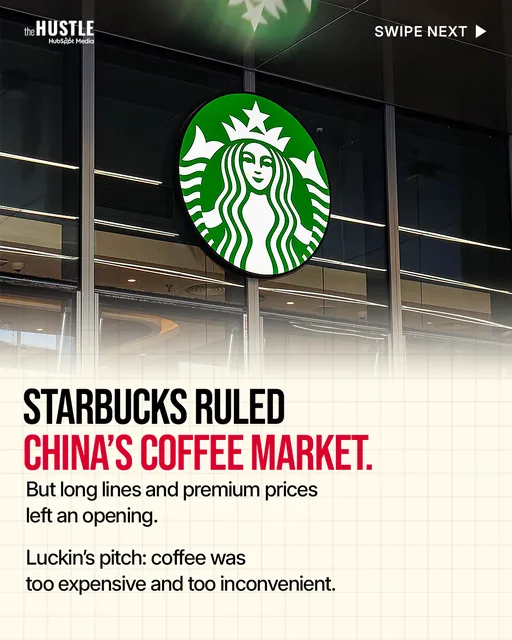 the HUSTLE
HubSpot Media
SWIPE NEXT ▶
STARBUCKS RULED
CHINA'S COFFEE MARKET.
But long lines and premium prices
left an opening.
Luckin's pitch: coffee was
too expensive and too inconvenient.